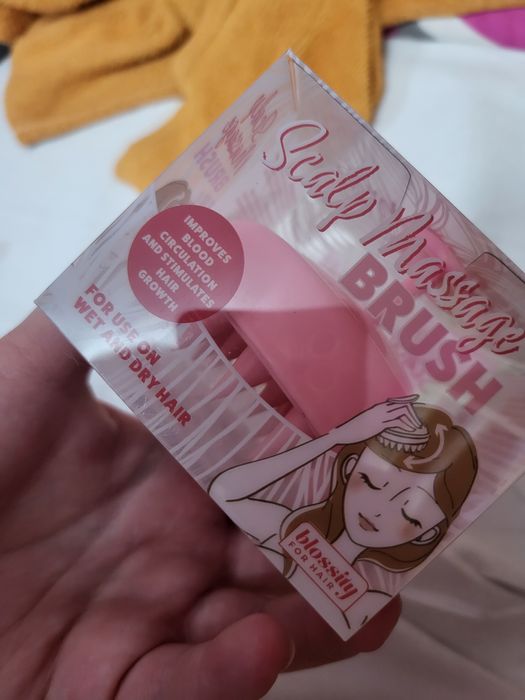 Scalp Massage
BRUSH
IMPROVES
BLOOD
CIRCULATION
AND STIMULATES
HAIR
GROWTH
FOR USE ON
WET AND DRY HAIR
blossity
FOR HAIR